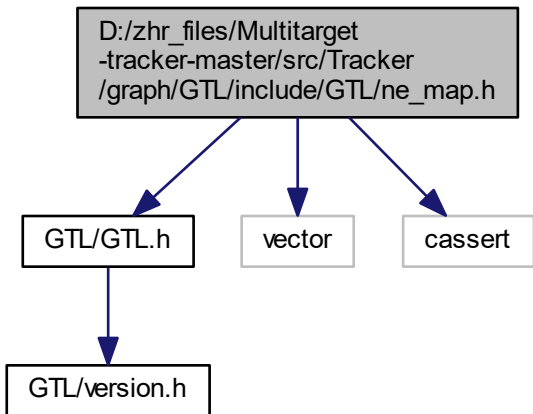 D:/zhr_files/Multitarget
-tracker-master/src/Tracker
/graph/GTL/include/GTL/ne_map.h
GTL/GTL.h
vector
cassert
GTL/version.h